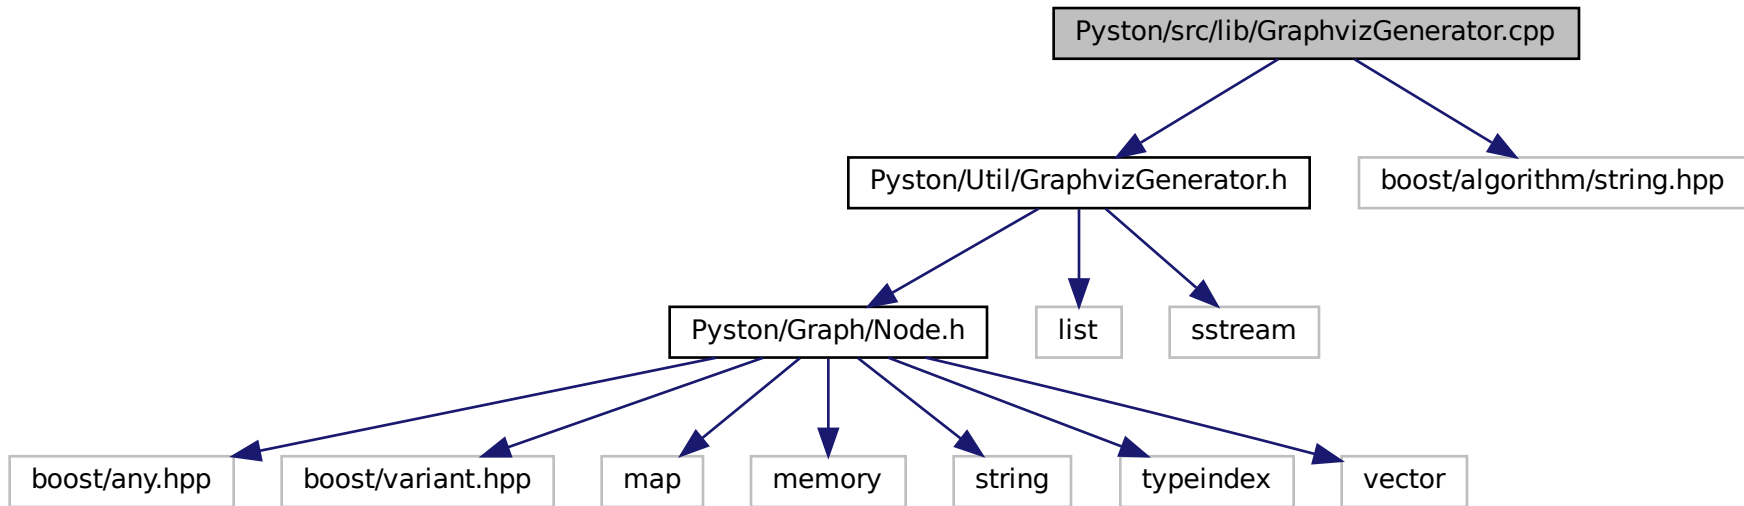 Pyston/src/lib/GraphvizGenerator.cpp
Pyston/Util/GraphvizGenerator.h
boost/algorithm/string.hpp
Pyston/Graph/Node.h
list
sstream
boost/any.hpp
boost/variant.hpp
map
memory
string
typeindex
vector